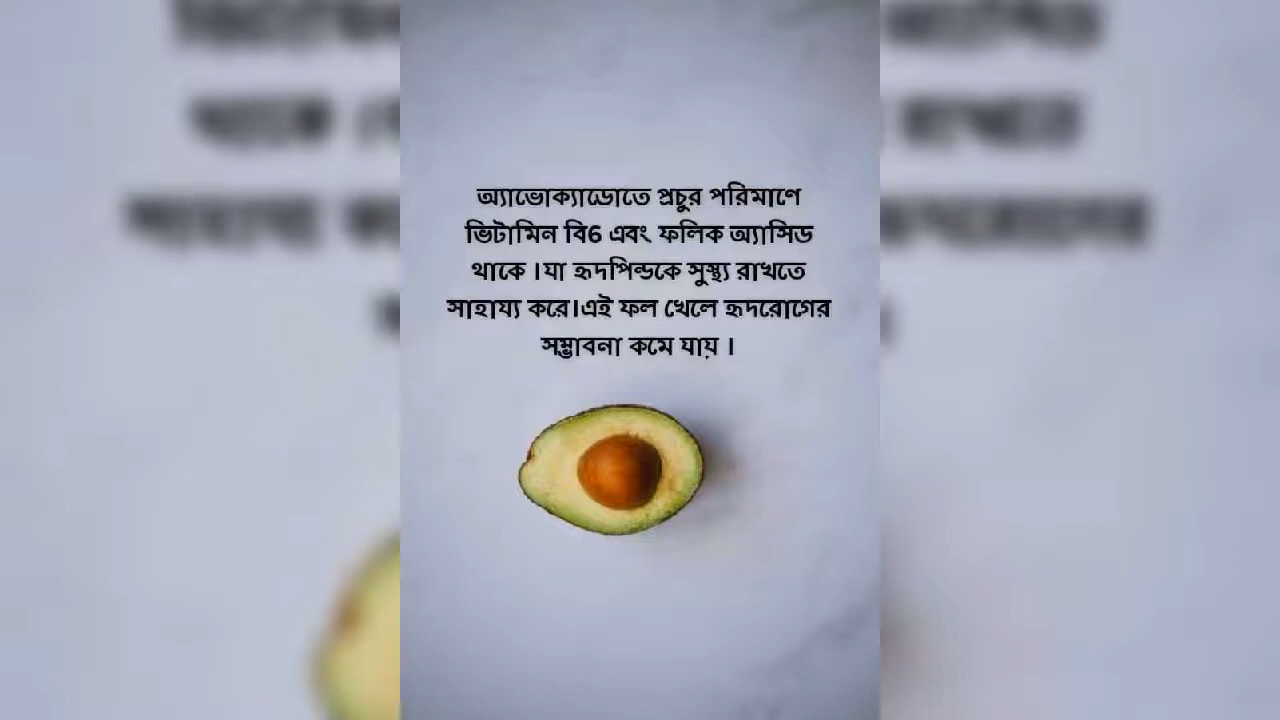 অ্যাভোক্যাডোতে প্রচুর পরিমাণে
ভিটামিন বি6 এবং ফলিক অ্যাসিড
থাকে ।যা হৃদপিন্ডকে সুস্থ্য রাখতে
সাহায্য করে।এই ফল খেলে হৃদরোগের
সম্ভাবনা কমে যায় ।